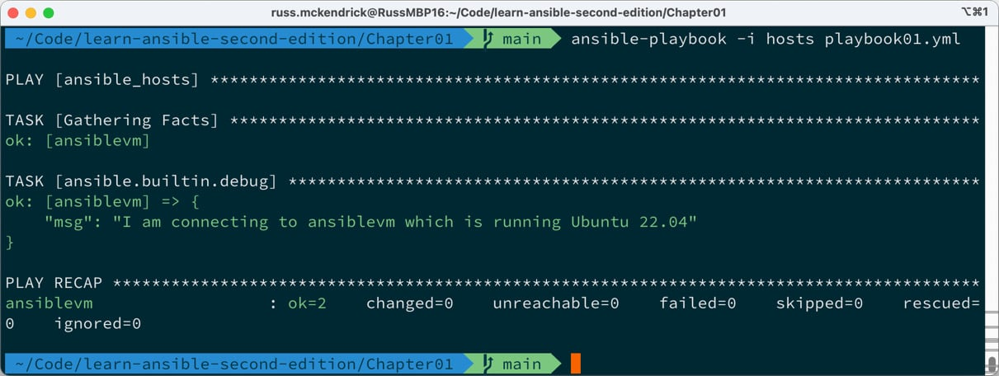 russ.mckendrick@RussMBP16:~/Code/learn-ansible-second-edition/Chapter01 ⌥⌘1
~/Code/learn-ansible-second-edition/Chapter01 main ansible-playbook -i hosts playbook01.yml
PLAY [ansible_hosts] *******************************************************************************
TASK [Gathering Facts] *****************************************************************************
ok: [ansiblevm]
TASK [ansible.builtin.debug] ***********************************************************************
ok: [ansiblevm] => {
    "msg": "I am connecting to ansiblevm which is running Ubuntu 22.04"
}
PLAY RECAP *****************************************************************************************
ansiblevm                  : ok=2    changed=0    unreachable=0    failed=0    skipped=0    rescued=
0    ignored=0
~/Code/learn-ansible-second-edition/Chapter01 main